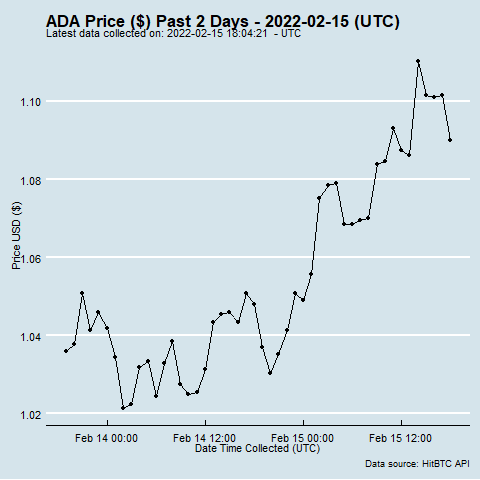 ADA Price ($) Past 2 Days - 2022-02-15 (UTC)
Latest data collected on: 2022-02-15 18:04:21 - UTC
1.10
1.08
1.06
1.04
1.02
Price USD ($)
Feb 14 00:00 Feb 14 12:00 Feb 15 00:00 Feb 15 12:00
Date Time Collected (UTC)
Data source: HitBTC API